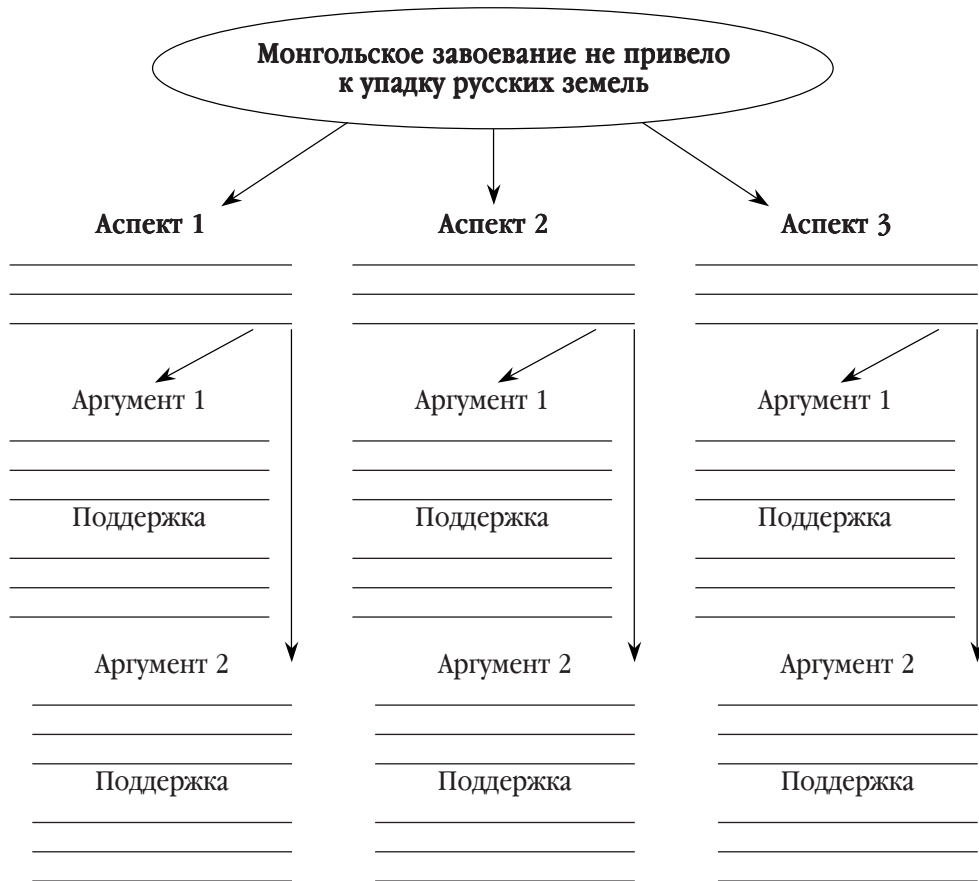 Монгольское завоевание не привело
к упадку русских земель
Аспект 1
Аспект 2
Аспект 3
Аргумент 1
Аргумент 1
Аргумент 1
Поддержка
Поддержка
Поддержка
Аргумент 2
Аргумент 2
Аргумент 2
Поддержка
Поддержка
Поддержка